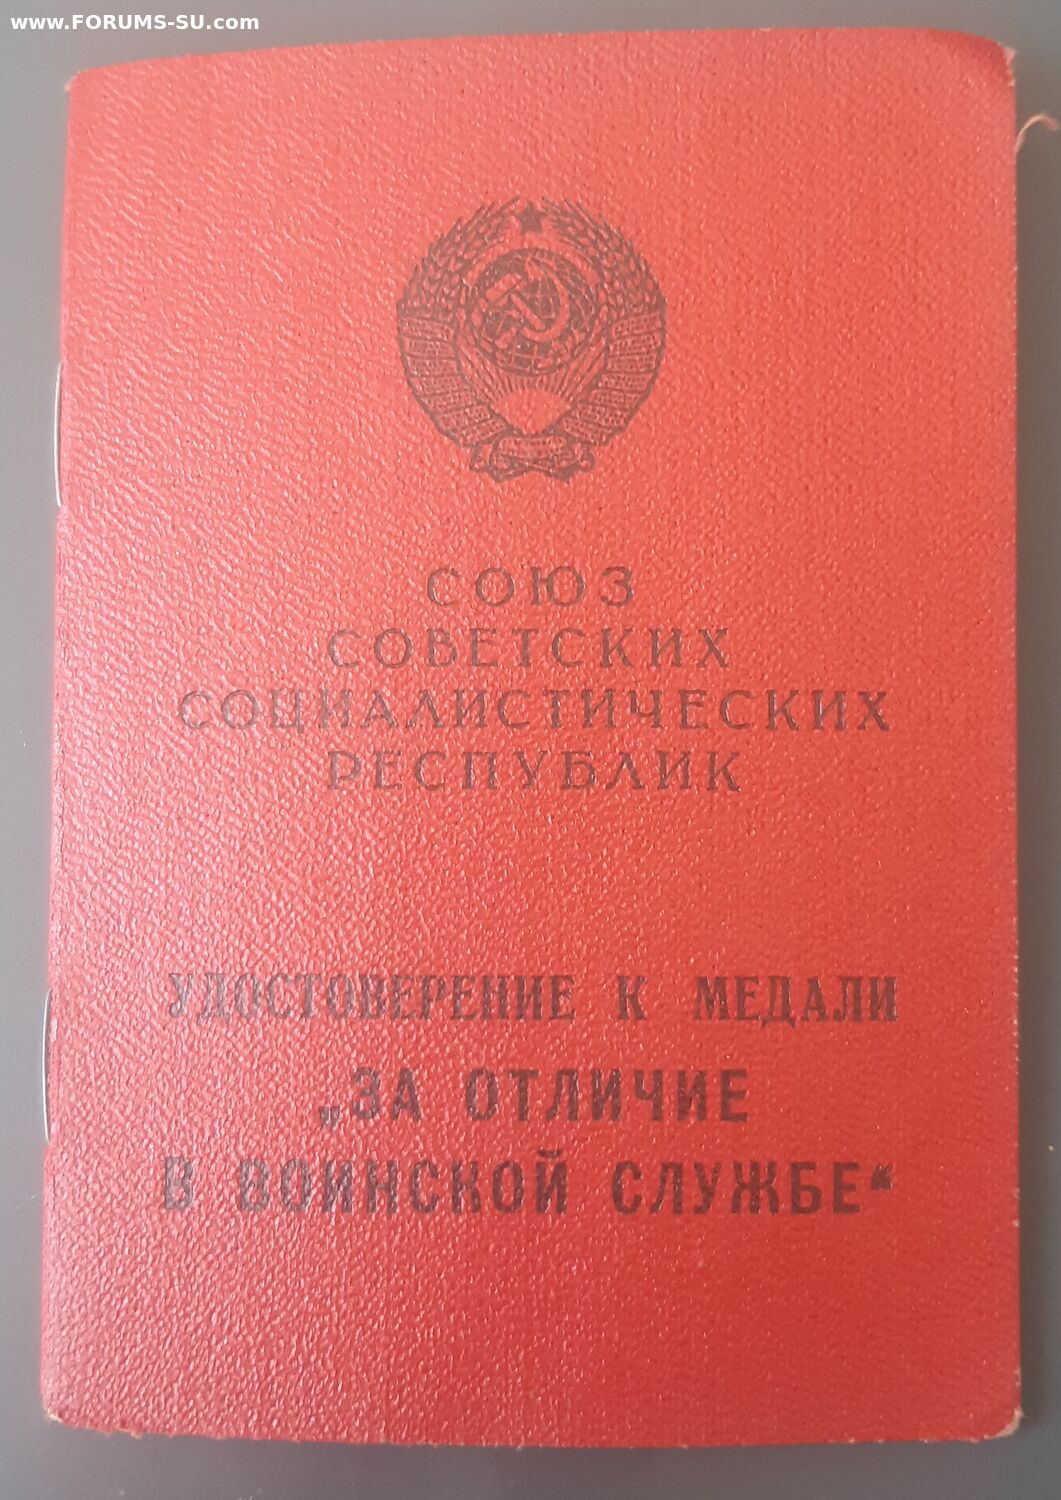 www.FORUMS-SU.com
СОЮЗ
СОВЕТСКИХ
СОЦИАЛИСТИЧЕСКИХ
РЕСПУБЛИК
УДОСТОВЕРЕНИЕ К МЕДАЛИ
„ЗА ОТЛИЧИЕ
В ВОИНСКОЙ СЛУЖБЕ“